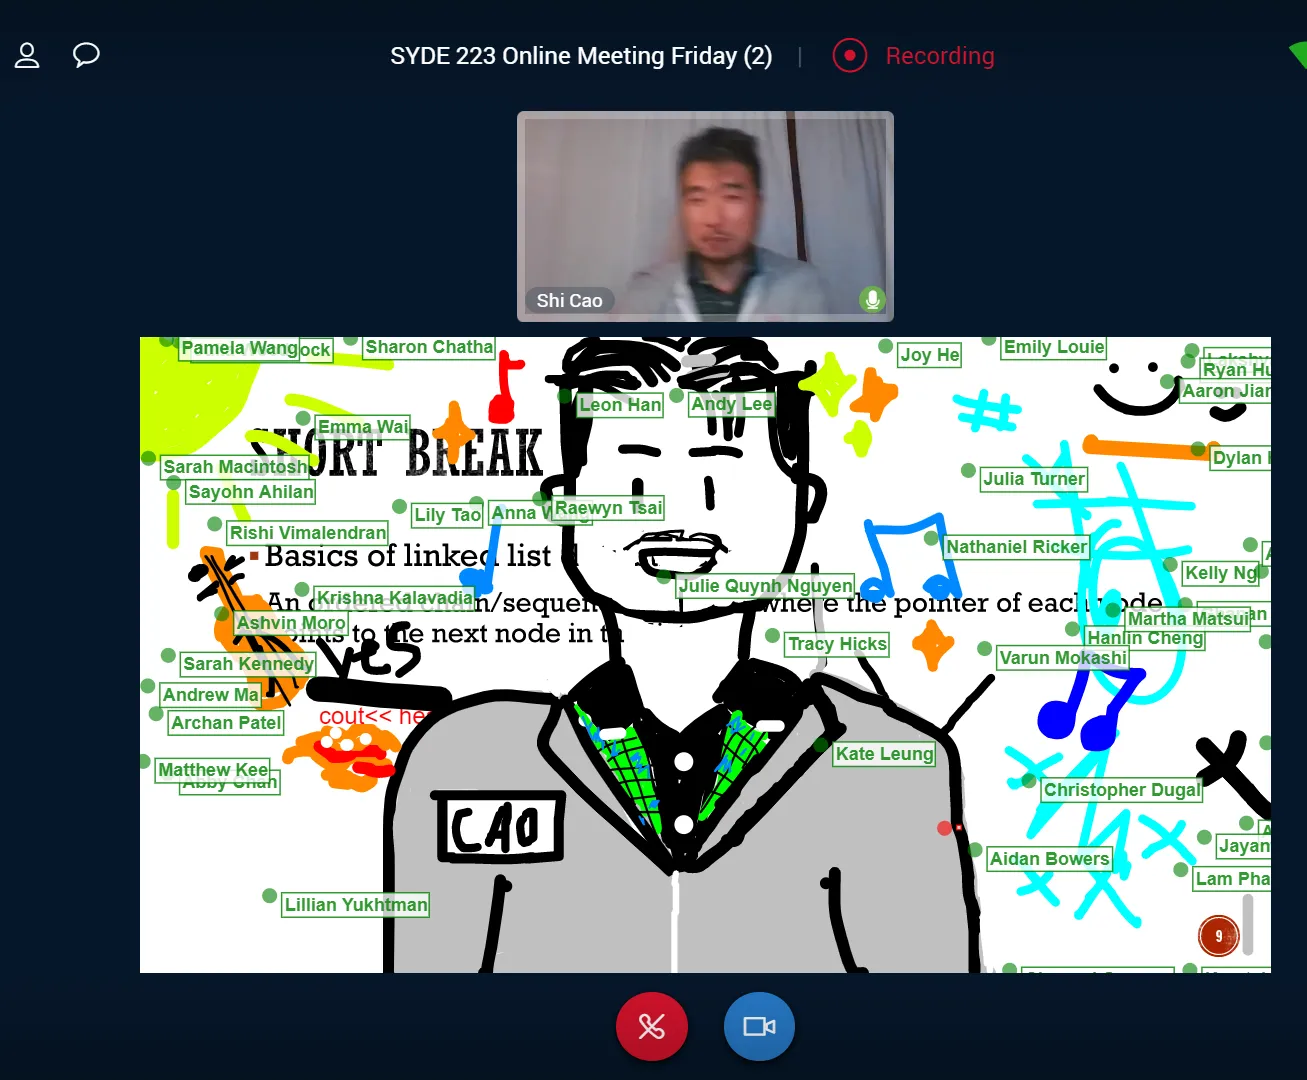 SYDE 223 Online Meeting Friday (2)
Recording
Shi Cao
Pamela Wang
ock
Sharon Chatha
Joy He
Emily Louie
Ryan Hu
Aaron Jian
Leon Han
Andy Lee
Emma Wai
SHORT BREAK
Sarah Macintosh
Dylan
Julia Turner
Sayohn Ahilan
Lily Tao
Anna
Raewyn Tsai
Rishi Vimalendran
Nathaniel Ricker
Basics of linked list
Kelly Ng
Julie Quynh Nguyen
Krishna Kalavadia
An ordered chain/sequen where the pointer of each node
Ashvin Moro
Martha Matsui
an
points to the next node in th
Hanlin Cheng
Tracy Hicks
Varun Mokashi
yes
Sarah Kennedy
Andrew Ma
cout<< he
Archan Patel
Kate Leung
Matthew Kee
Abby Chan
Christopher Dugal
CAO
Jayan
Aidan Bowers
Lam Pha
Lillian Yukhtman
9